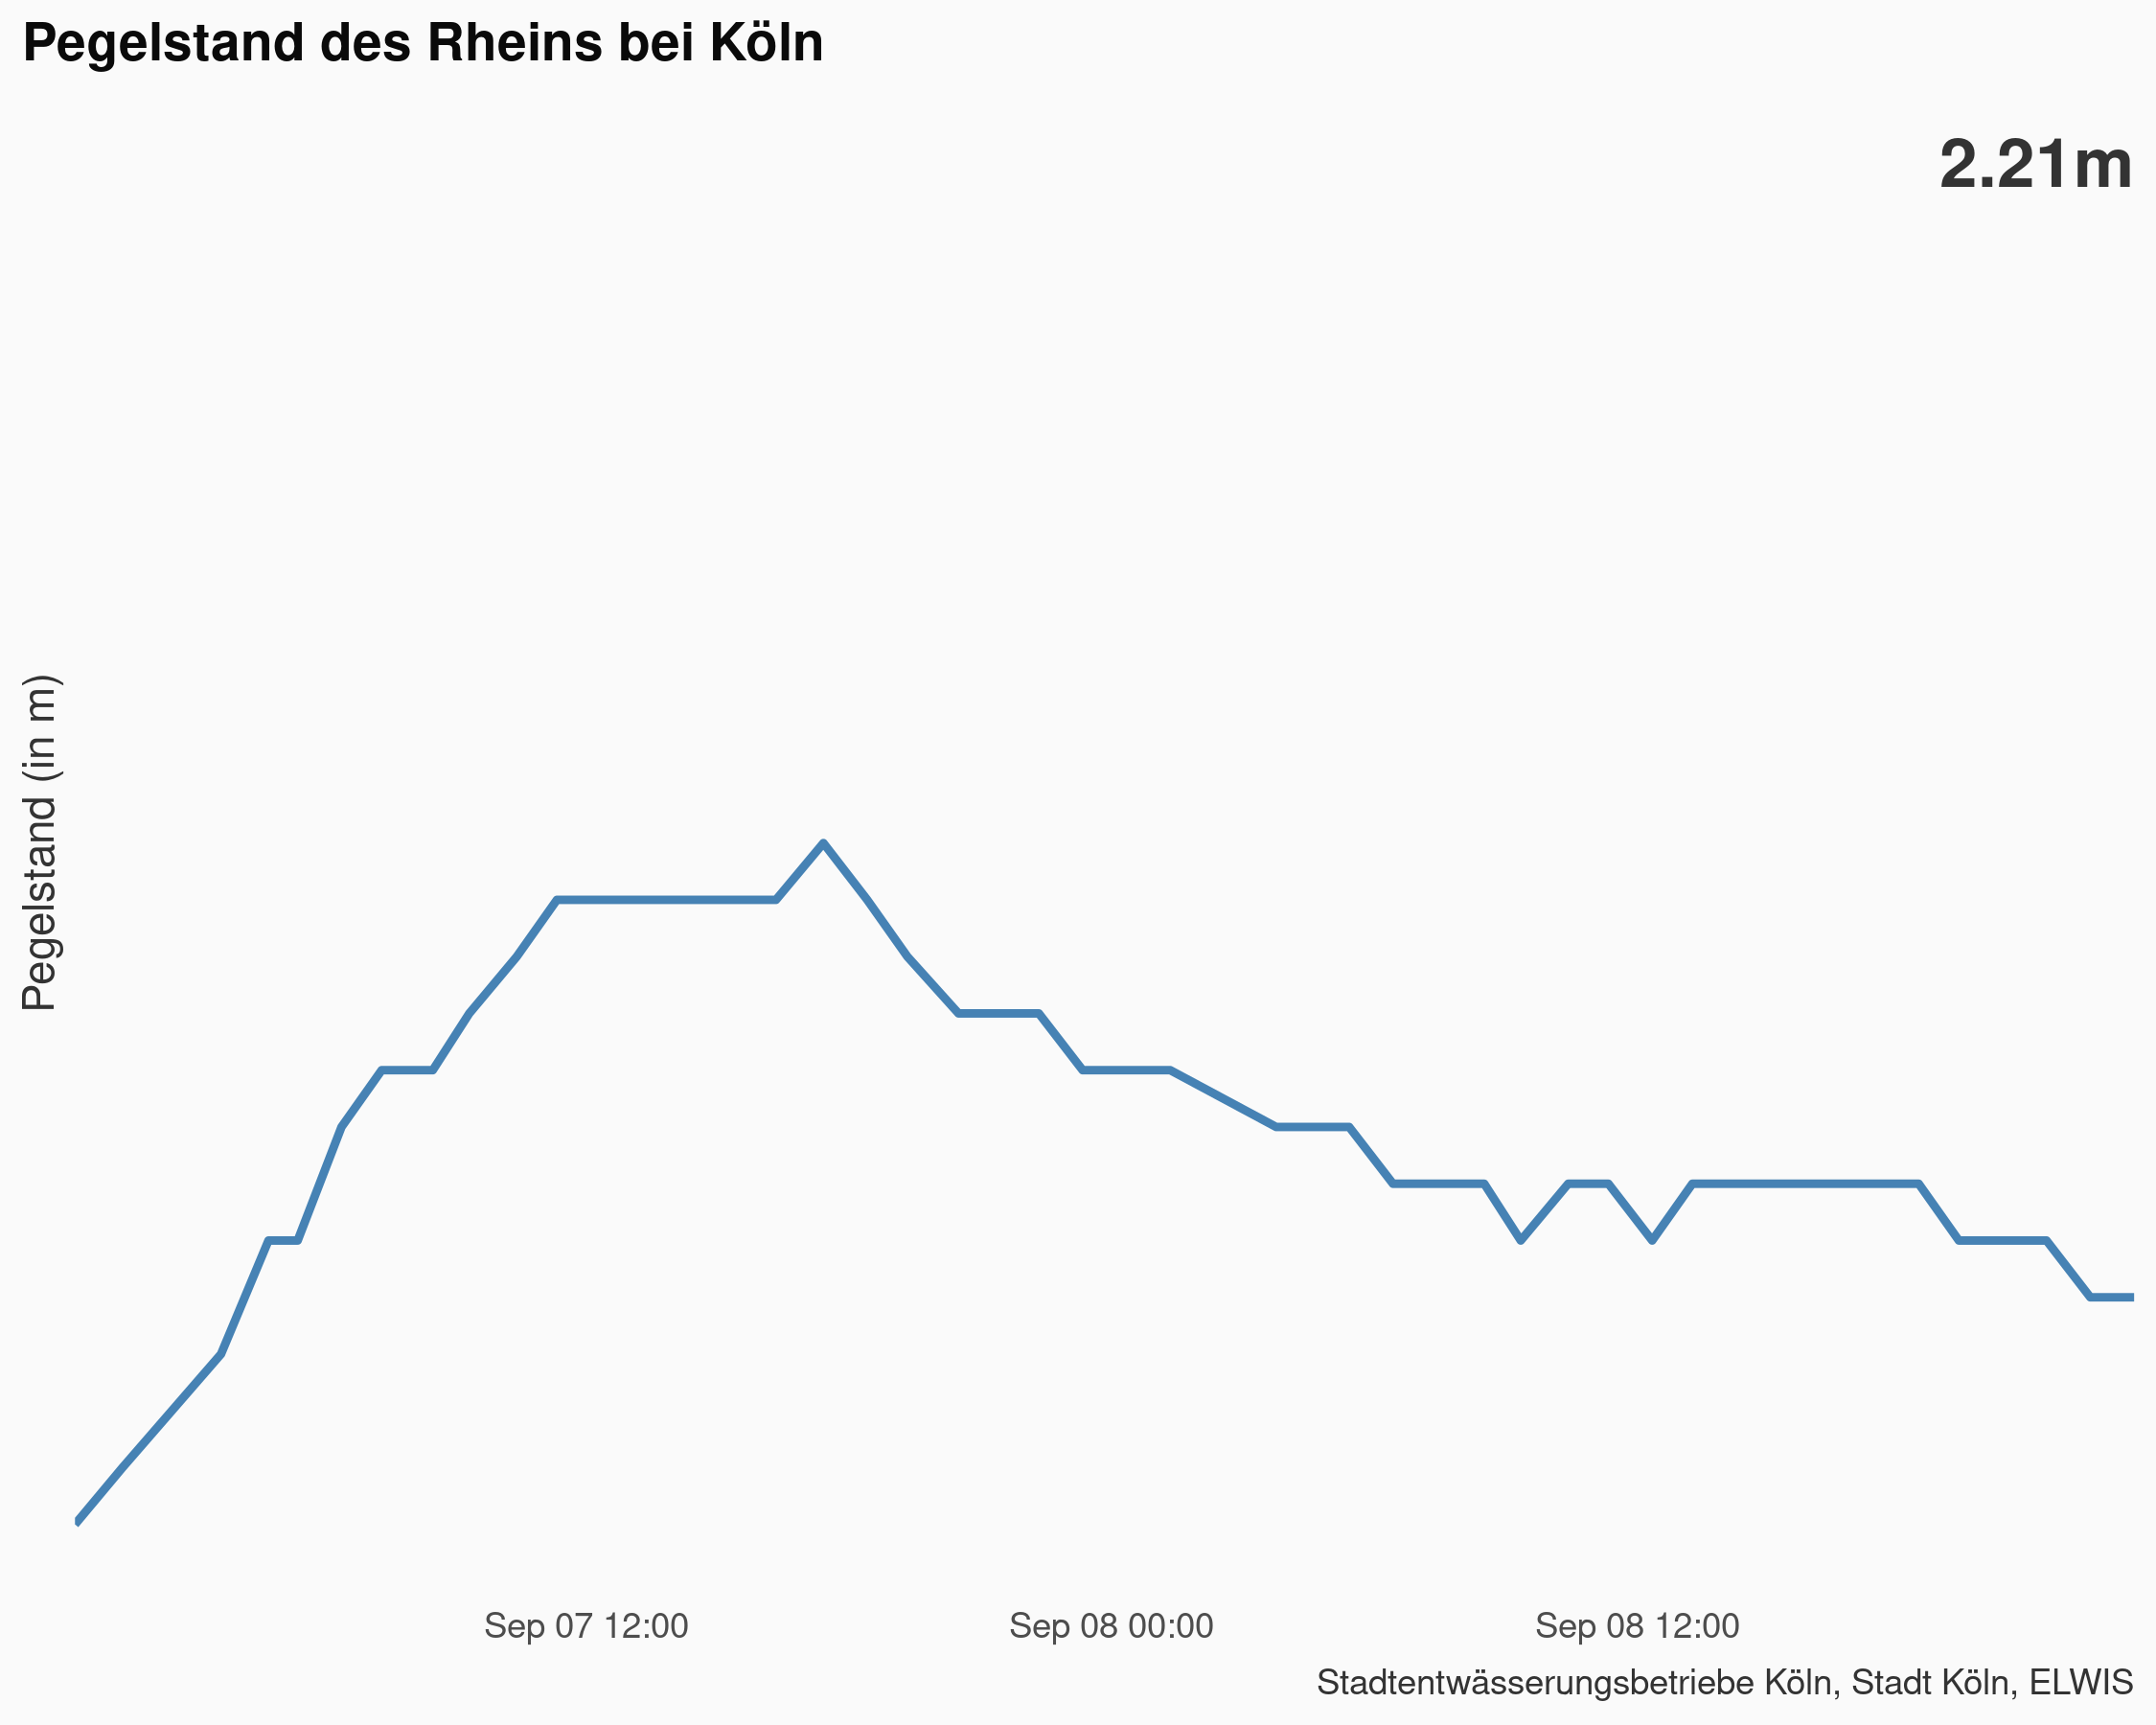 Pegelstand des Rheins bei Köln
2.21m
Pegelstand (in m)
Sep 07 12:00
Sep 08 00:00
Sep 08 12:00
Stadtentwässerungsbetriebe Köln, Stadt Köln, ELWIS